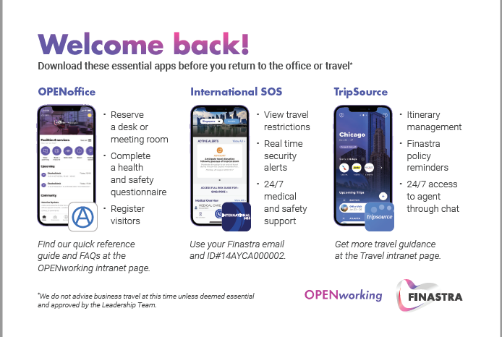 Welcome back!
Download these essential apps before you return to the office or travel*
OPENoffice
· Reserve
a desk or
meeting room
· Complete
a health
and safety
questionnaire
· Register
visitors
Find our quick reference
guide and FAQs at the
OPENworking intranet page.
International SOS
· View travel
restrictions
· Real time
security
alerts
· 24/7
medical
and safety
support
INTERNATIONAL
SOS
Use your Finastra email
and ID#14AYCA000002.
TripSource
Chicago
· Itinerary
management
· Finastra
policy
reminders
· 24/7 access
to agent
through chat
Tripsource
Get more travel guidance
at the Travel intranet page.
*We do not advise business travel at this time unless deemed essential
and approved by the Leadership Team.
OPENworking
FINASTRA